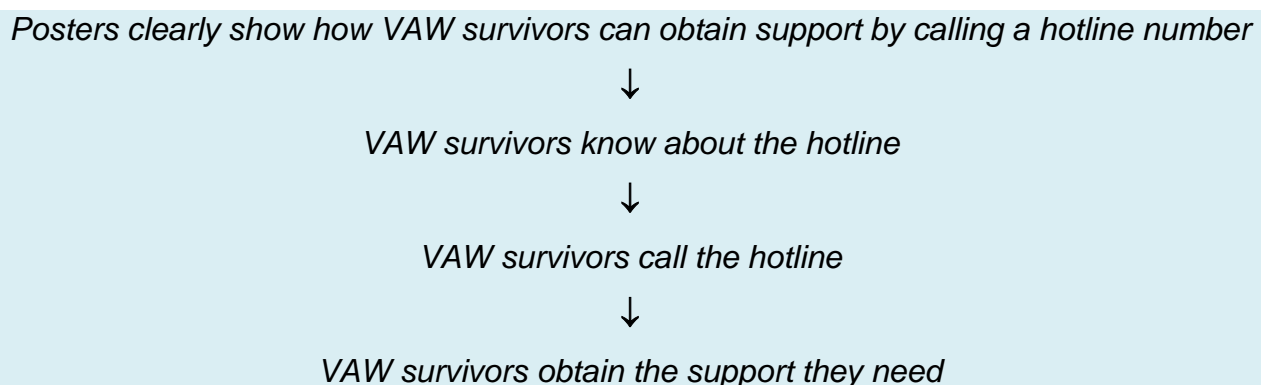 Posters clearly show how VAW survivors can obtain support by calling a hotline number
↓
VAW survivors know about the hotline
↓
VAW survivors call the hotline
↓
VAW survivors obtain the support they need